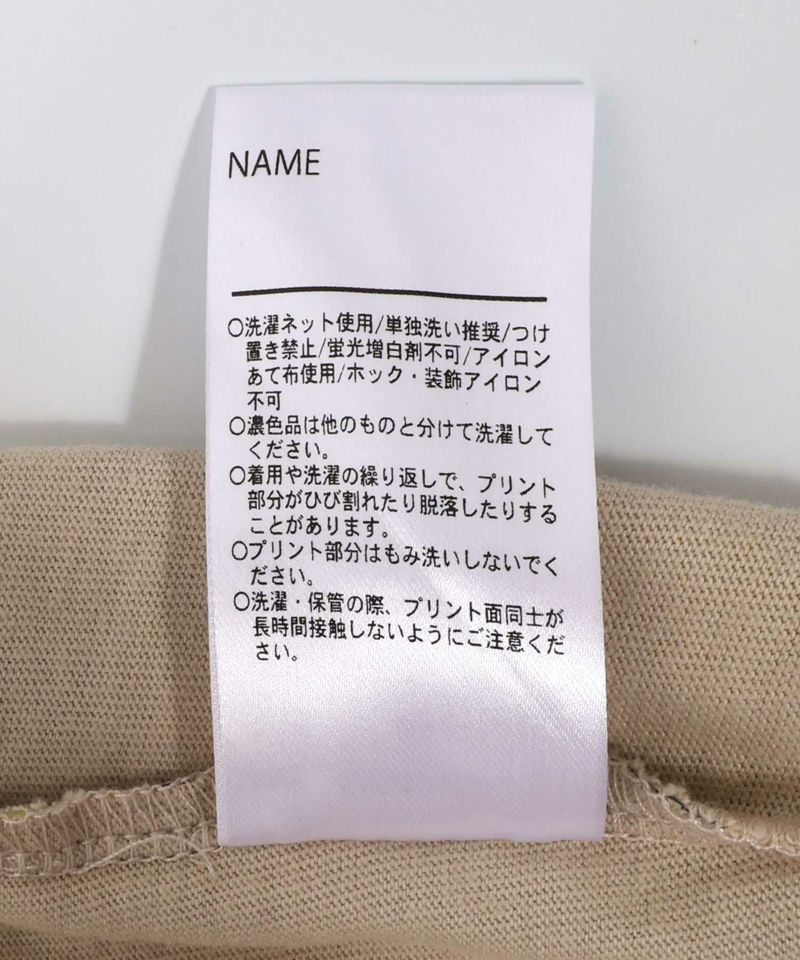 NAME
○洗濯ネット使用/単独洗い推奨/つけ
置き禁止/蛍光増白剤不可/アイロン
あて布使用/ホック・装飾アイロン
不可
○濃色品は他のものと分けて洗濯して
ください。
○着用や洗濯の繰り返しで、プリント
部分がひび割れたり脱落したりする
ことがあります。
○プリント部分はもみ洗いしないでく
ださい。
○洗濯・保管の際、プリント面同士が
長時間接触しないようにご注意くだ
さい。